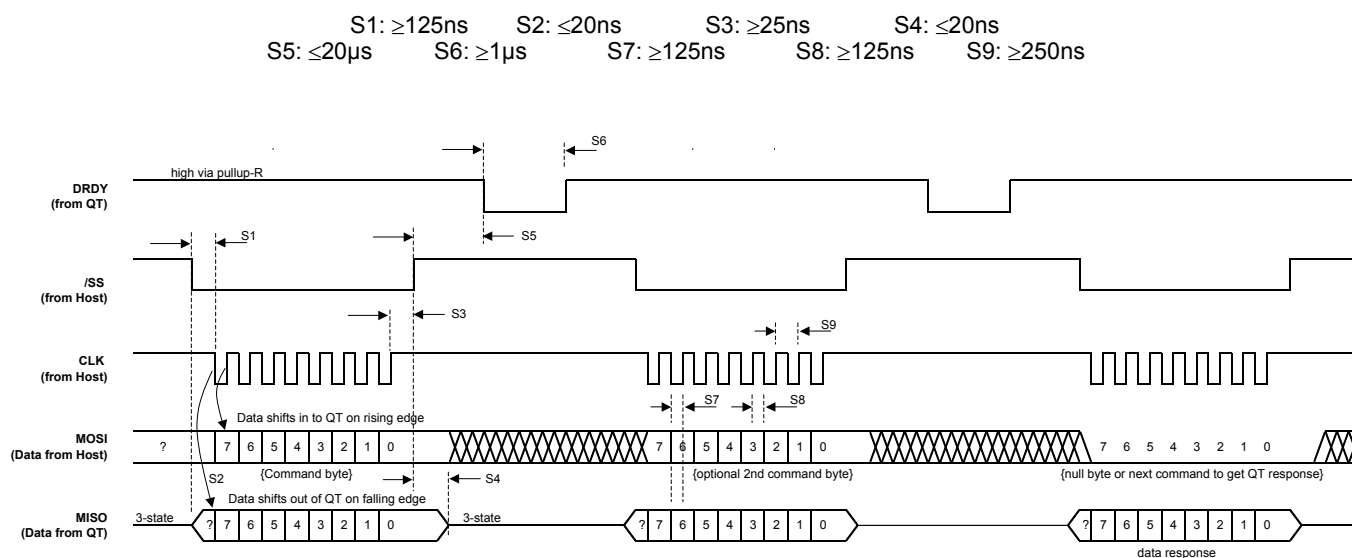 S1: ≥125ns S2: ≤20ns S3: ≥25ns S4: ≤20ns
S5: ≤20µs S6: ≥1µs S7: ≥125ns S8: ≥125ns S9: ≥250ns
S6
high via pullup-R
DRDY
(from QT)
S1
S5
/SS
(from Host)
S3
S9
CLK
(from Host)
S7
S8
Data shifts in to QT on rising edge
MOSI
(Data from Host)
? 7 6 5 4 3 2 1 0 7 6 5 4 3 2 1 0 7 6 5 4 3 2 1 0
{Command byte} {optional 2nd command byte} {null byte or next command to get QT response}
S2
S4
Data shifts out of QT on falling edge
MISO
(Data from QT)
3-state ? 7 6 5 4 3 2 1 0 3-state ? 7 6 5 4 3 2 1 0 ? 7 6 5 4 3 2 1 0
data response